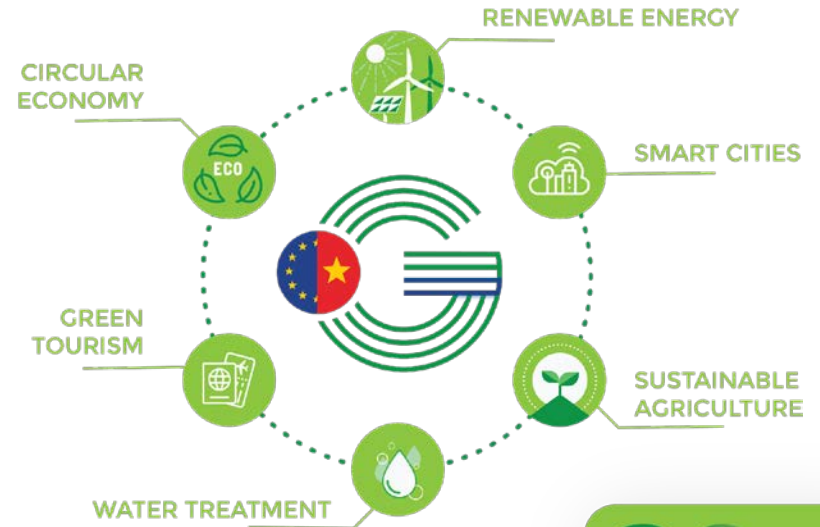 RENEWABLE ENERGY
CIRCULAR
ECONOMY
ECO
SMART CITIES
G
GREEN
TOURISM
SUSTAINABLE
AGRICULTURE
WATER TREATMENT